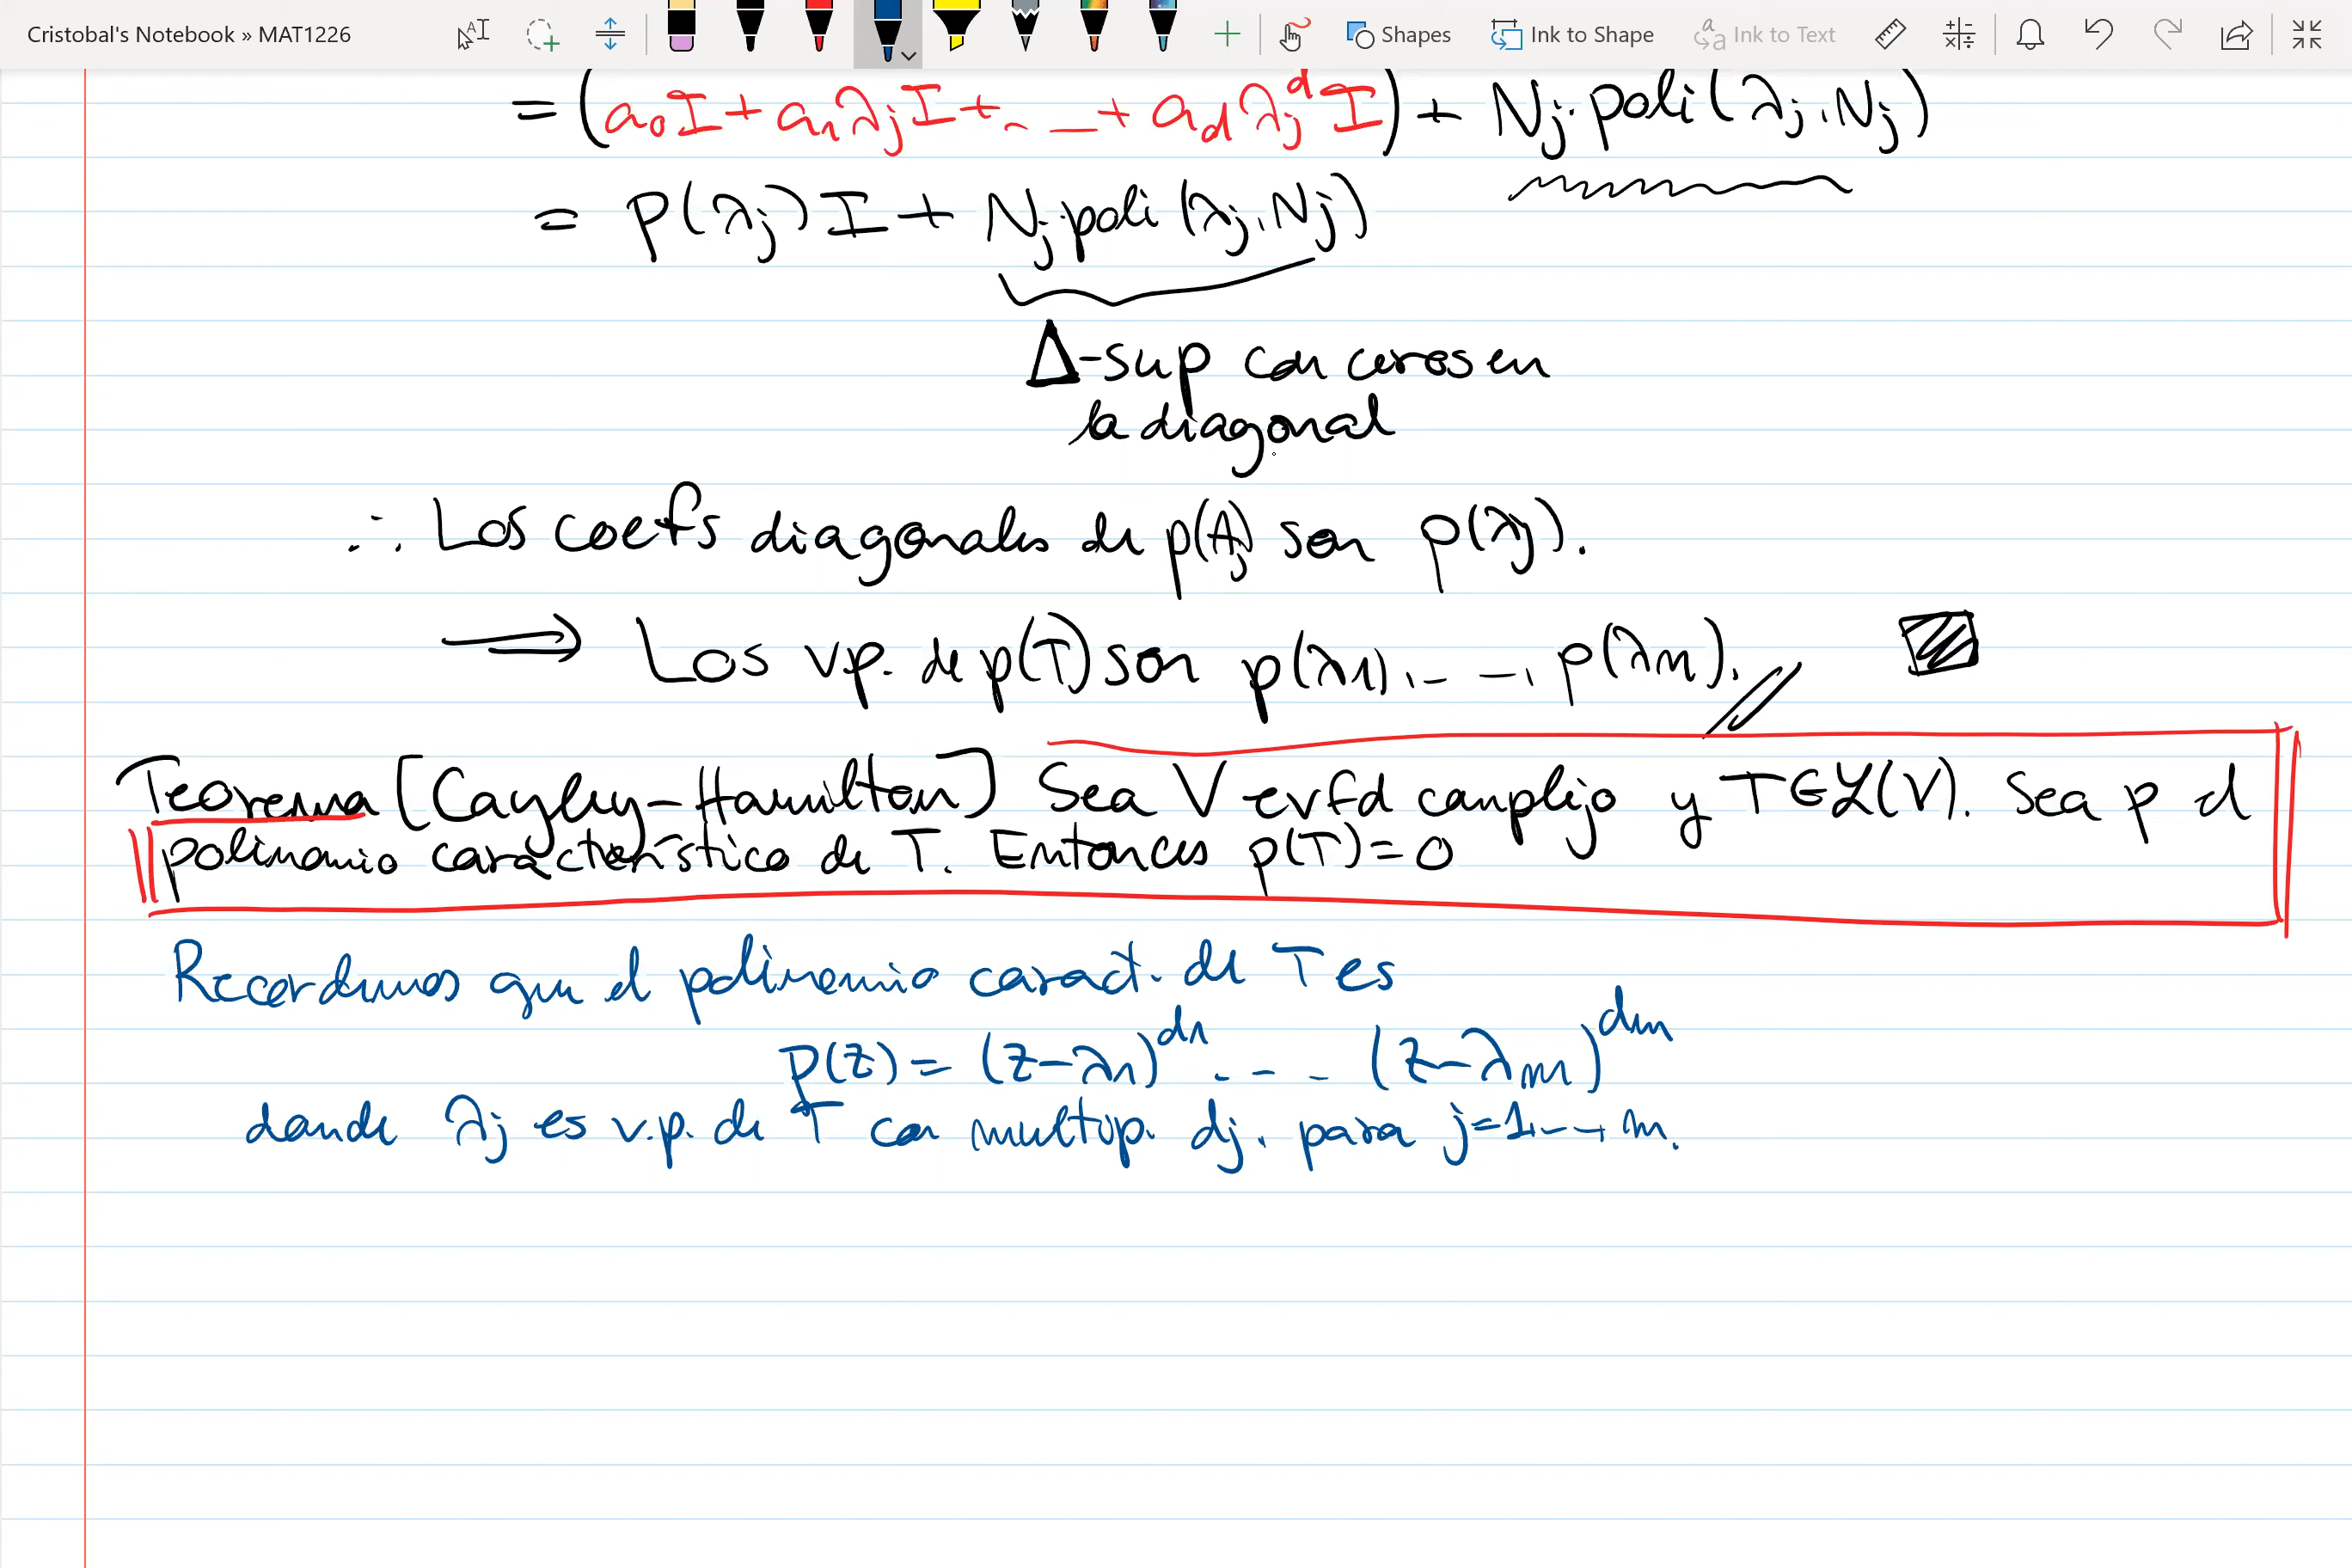 Cristobal's Notebook » MAT1226
Shapes
Ink to Shape
Ink to Text
= (a₀I + a₁λⱼI + ... + a_d λⱼ^d I) + Nⱼ·poli(λⱼ, Nⱼ)
= p(λⱼ)I + Nⱼ·poli(λⱼ, Nⱼ)
Δ-sup con ceros en
la diagonal
∴ Los coefs diagonales de p(Aⱼ) son p(λⱼ).
⟹ Los v.p. de p(T) son p(λ1), ..., p(λm).
Teorema [Cayley-Hamilton] Sea V evfd complejo y T∈ℒ(V). Sea p el
polinomio característico de T. Entonces p(T)=0
Recordemos que el polinomio caract. de T es
p(z) = (z-λ₁)^d₁ ... (z-λₘ)^dₘ
donde λⱼ es v.p. de T con multip. dⱼ, para j=1,..., m.